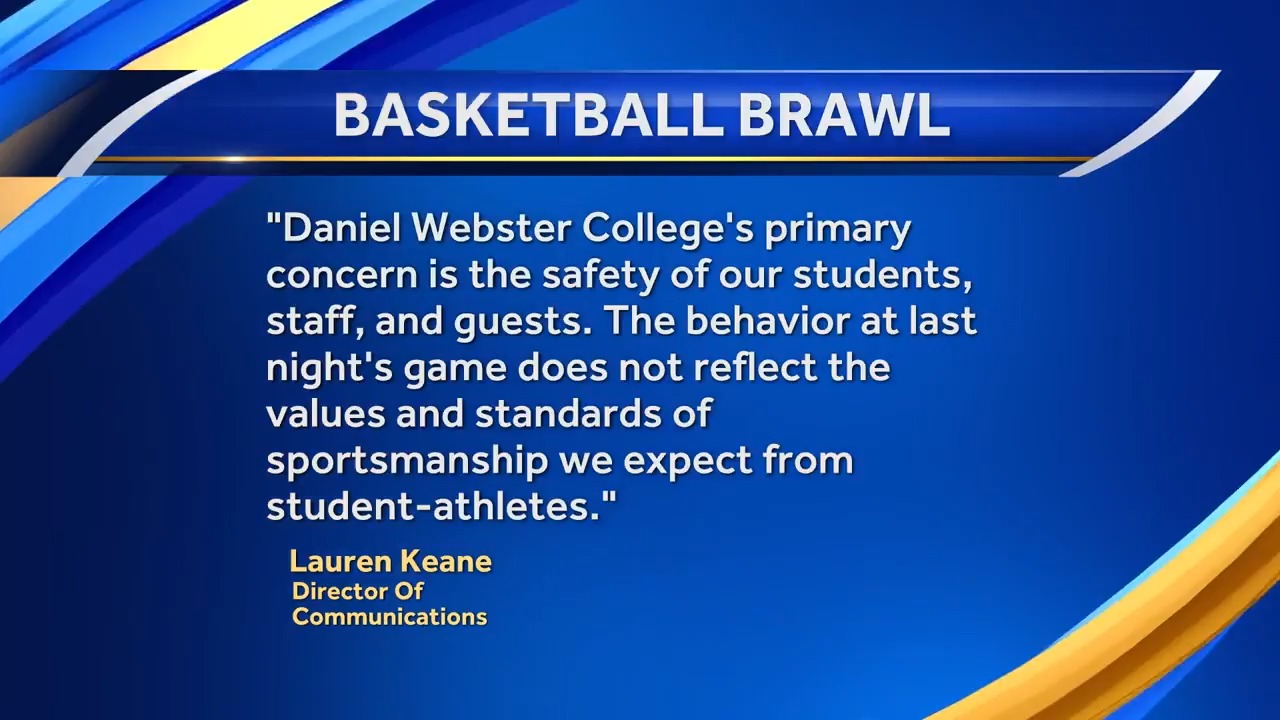 BASKETBALL BRAWL
"Daniel Webster College's primary
concern is the safety of our students,
staff, and guests. The behavior at last
night's game does not reflect the
values and standards of
sportsmanship we expect from
student-athletes."
Lauren Keane
Director Of
Communications